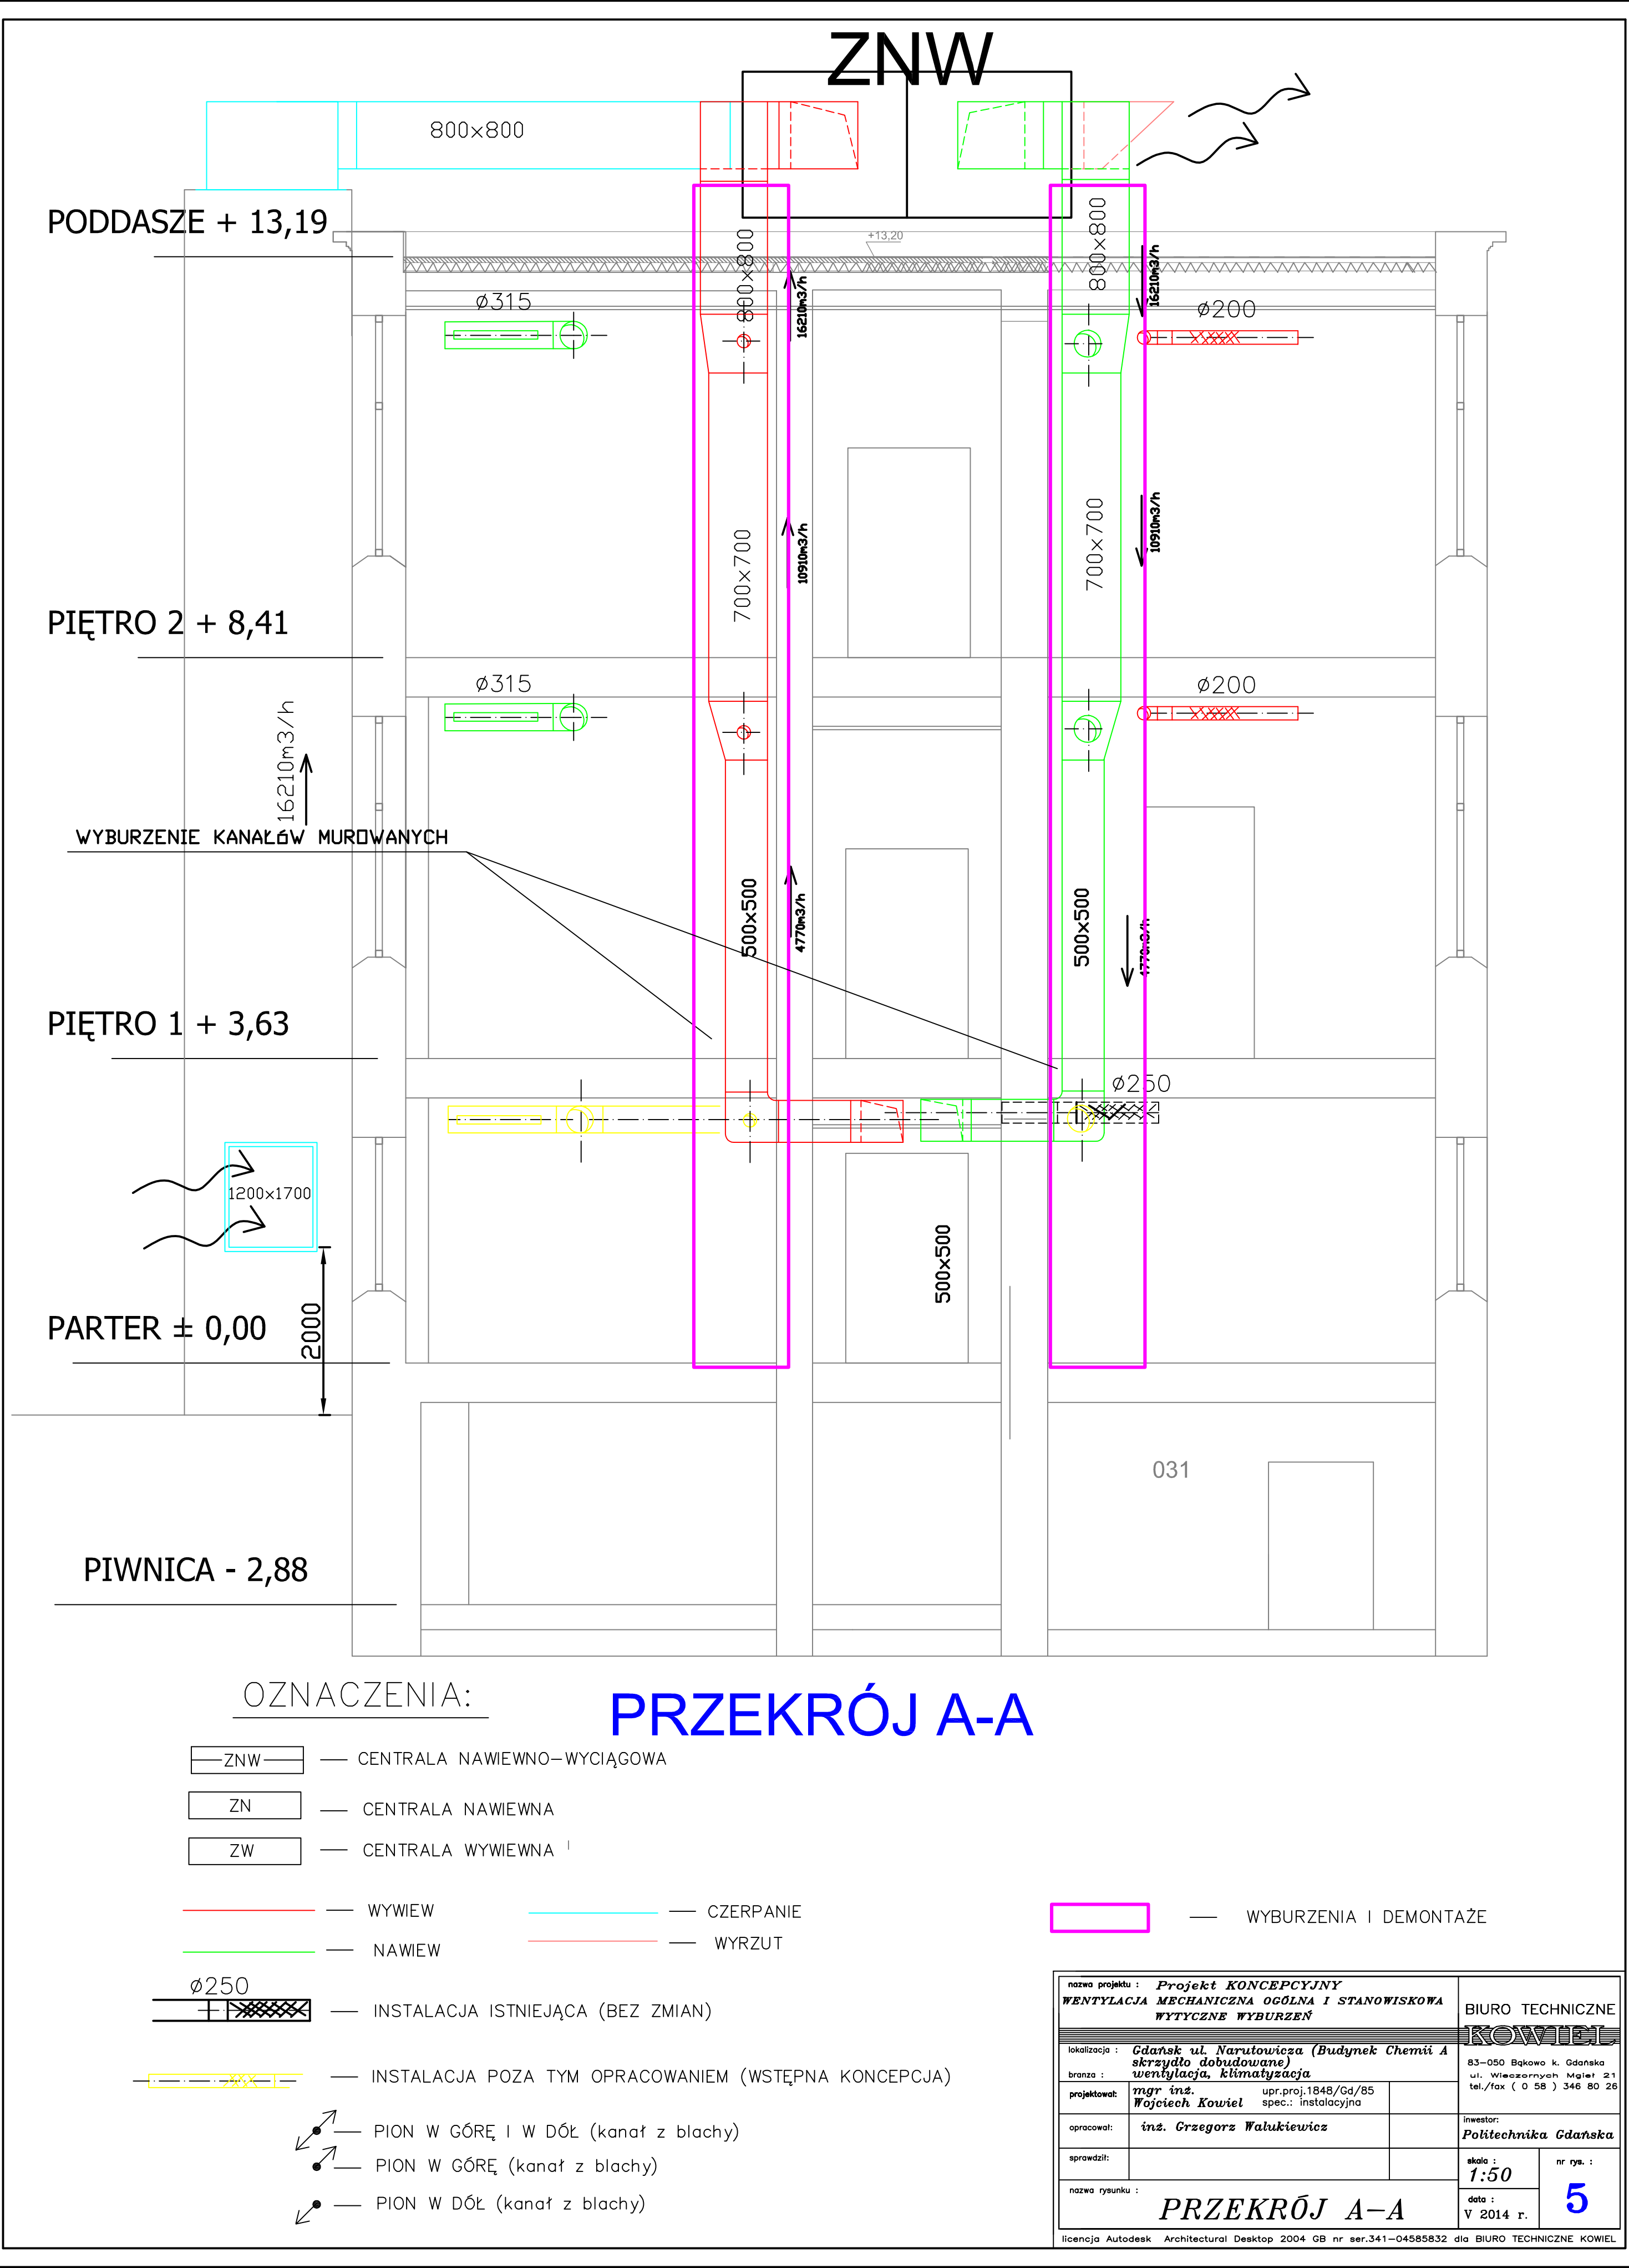 ZNW
800x800
PODDASZE + 13,19
+13,20
800x800
16210m3/h
800x800
16210m3/h
ø315
ø200
700x700
10910m3/h
700x700
10910m3/h
PIĘTRO 2 + 8,41
ø315
ø200
16210m3/h
WYBURZENIE KANAŁóW MUROWANYCH
500x500
4770m3/h
500x500
4770m3/h
PIĘTRO 1 + 3,63
ø250
1200x1700
500x500
PARTER ± 0,00
2000
031
PIWNICA - 2,88
OZNACZENIA:
PRZEKRÓJ A-A
ZNW — CENTRALA NAWIEWNO-WYCIĄGOWA
ZN — CENTRALA NAWIEWNA
ZW — CENTRALA WYWIEWNA
— WYWIEW
— CZERPANIE
— WYBURZENIA I DEMONTAŻE
— NAWIEW
— WYRZUT
ø250
— INSTALACJA ISTNIEJĄCA (BEZ ZMIAN)
— INSTALACJA POZA TYM OPRACOWANIEM (WSTĘPNA KONCEPCJA)
— PION W GÓRĘ I W DÓŁ (kanał z blachy)
— PION W GÓRĘ (kanał z blachy)
— PION W DÓŁ (kanał z blachy)
nazwa projektu : Projekt KONCEPCYJNY
WENTYLACJA MECHANICZNA OGÓLNA I STANOWISKOWA
WYTYCZNE WYBURZEŃ
lokalizacja : Gdańsk ul. Narutowicza (Budynek Chemii A
skrzydło dobudowane)
branza : wentylacja, klimatyzacja
projektował: mgr inż.
Wojciech Kowiel
upr.proj.1848/Gd/85
spec.: instalacyjna
opracował: inż. Grzegorz Walukiewicz
sprawdził:
nazwa rysunku :
PRZEKRÓJ A-A
BIURO TECHNICZNE
KOWIEL
83-050 Bąkowo k. Gdańska
ul. Wieczornych Mgieł 21
tel./fax ( 0 58 ) 346 80 26
inwestor:
Politechnika Gdańska
skala :
1:50
nr rys. :
5
data :
V 2014 r.
licencja Autodesk Architectural Desktop 2004 GB nr ser.341-04585832 dla BIURO TECHNICZNE KOWIEL